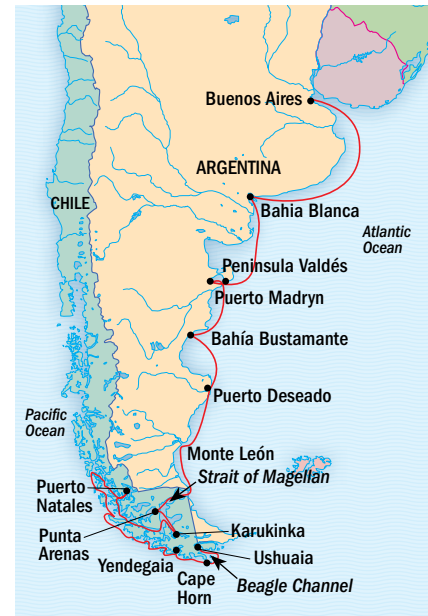 Buenos Aires
ARGENTINA
CHILE
Bahia Blanca
Atlantic
Ocean
Peninsula Valdés
Puerto Madryn
Bahía Bustamante
Puerto Deseado
Pacific
Ocean
Monte León
Strait of Magellan
Puerto
Natales
Punta
Arenas
Karukinka
Yendegaia
Ushuaia
Cape
Horn
Beagle Channel